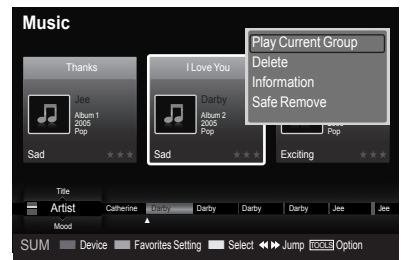 Music
Play Current Group
Delete
Information
Safe Remove
Thanks
I Love You
Jee
Album 1
2005
Pop
Darby
Album 2
2005
Pop
Pop
Sad ★★★
Sad ★★★
Exciting ★★★
Title
Artist Catherine Darby Darby Darby Darby Jee Jee
Mood
SUM Device Favorites Setting Select ◄◄ ►► Jump TOOLS Option